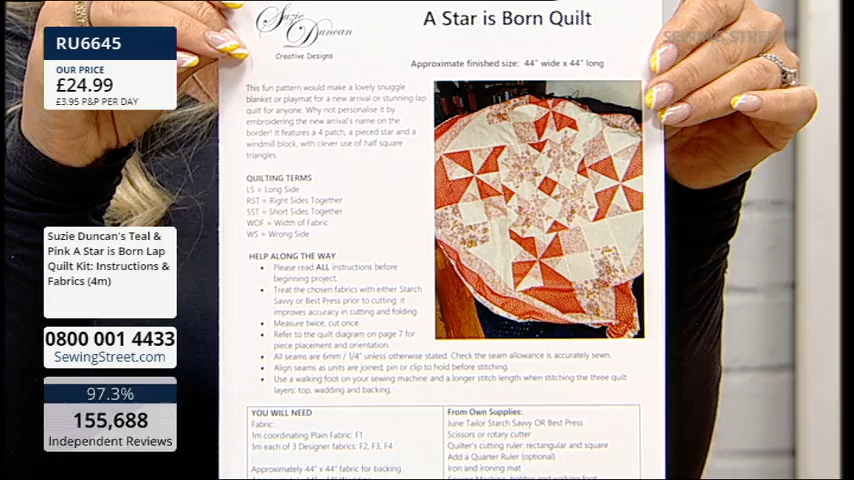 RU6645
OUR PRICE
£24.99
£3.95 P&P PER DAY
Suzie Duncan's Teal &
Pink A Star is Born Lap
Quilt Kit: Instructions &
Fabrics (4m)
0800 001 4433
SewingStreet.com
97.3%
155,688
Independent Reviews
SEWING STREET
Suzie
Duncan
Creative Designs
A Star is Born Quilt
Approximate finished size: 44" wide x 44" long
This fun pattern would make a lovely snuggle
blanket or playmat for a new arrival or stunning lap
quilt for anyone. Why not personalise it by
embroidering the new arrival's name on the
border! It features a 4 patch, a pieced star and a
windmill block, with clever use of half square
triangles.
QUILTING TERMS
LS = Long Side
RST = Right Sides Together
SST = Short Sides Together
WOF = Width of Fabric
WS = Wrong Side
HELP ALONG THE WAY
• Please read ALL instructions before
beginning project.
• Treat the chosen fabrics with either Starch
Savvy or Best Press prior to cutting: it
improves accuracy in cutting and folding.
• Measure twice, cut once.
• Refer to the quilt diagram on page 7 for
piece placement and orientation.
• All seams are 6mm / 1/4" unless otherwise stated. Check the seam allowance is accurately sewn.
• Align seams as units are joined; pin or clip to hold before stitching.
• Use a walking foot on your sewing machine and a longer stitch length when stitching the three quilt
layers: top, wadding and backing.
YOU WILL NEED
Fabric:
1m coordinating Plain Fabric: F1
1m each of 3 Designer fabrics: F2, F3, F4
Approximately 44" x 44" fabric for backing
From Own Supplies:
June Tailor Starch Savvy OR Best Press
Scissors or rotary cutter
Quilter's cutting ruler: rectangular and square
Add a Quarter Ruler (optional)
Iron and ironing mat